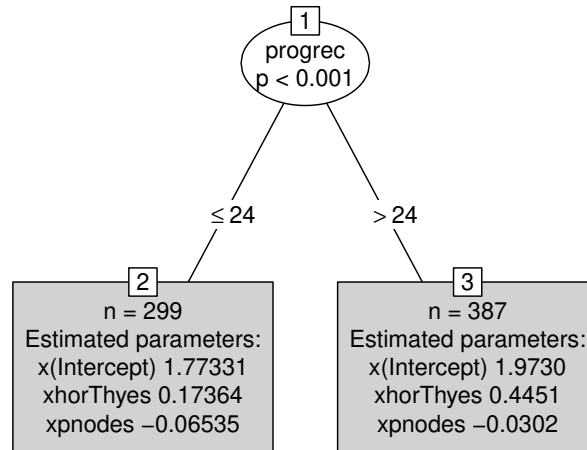 1
progrec
p < 0.001
≤ 24
> 24
2
n = 299
Estimated parameters:
x(Intercept) 1.77331
xhorThyes 0.17364
xpnodes −0.06535
3
n = 387
Estimated parameters:
x(Intercept) 1.9730
xhorThyes 0.4451
xpnodes −0.0302